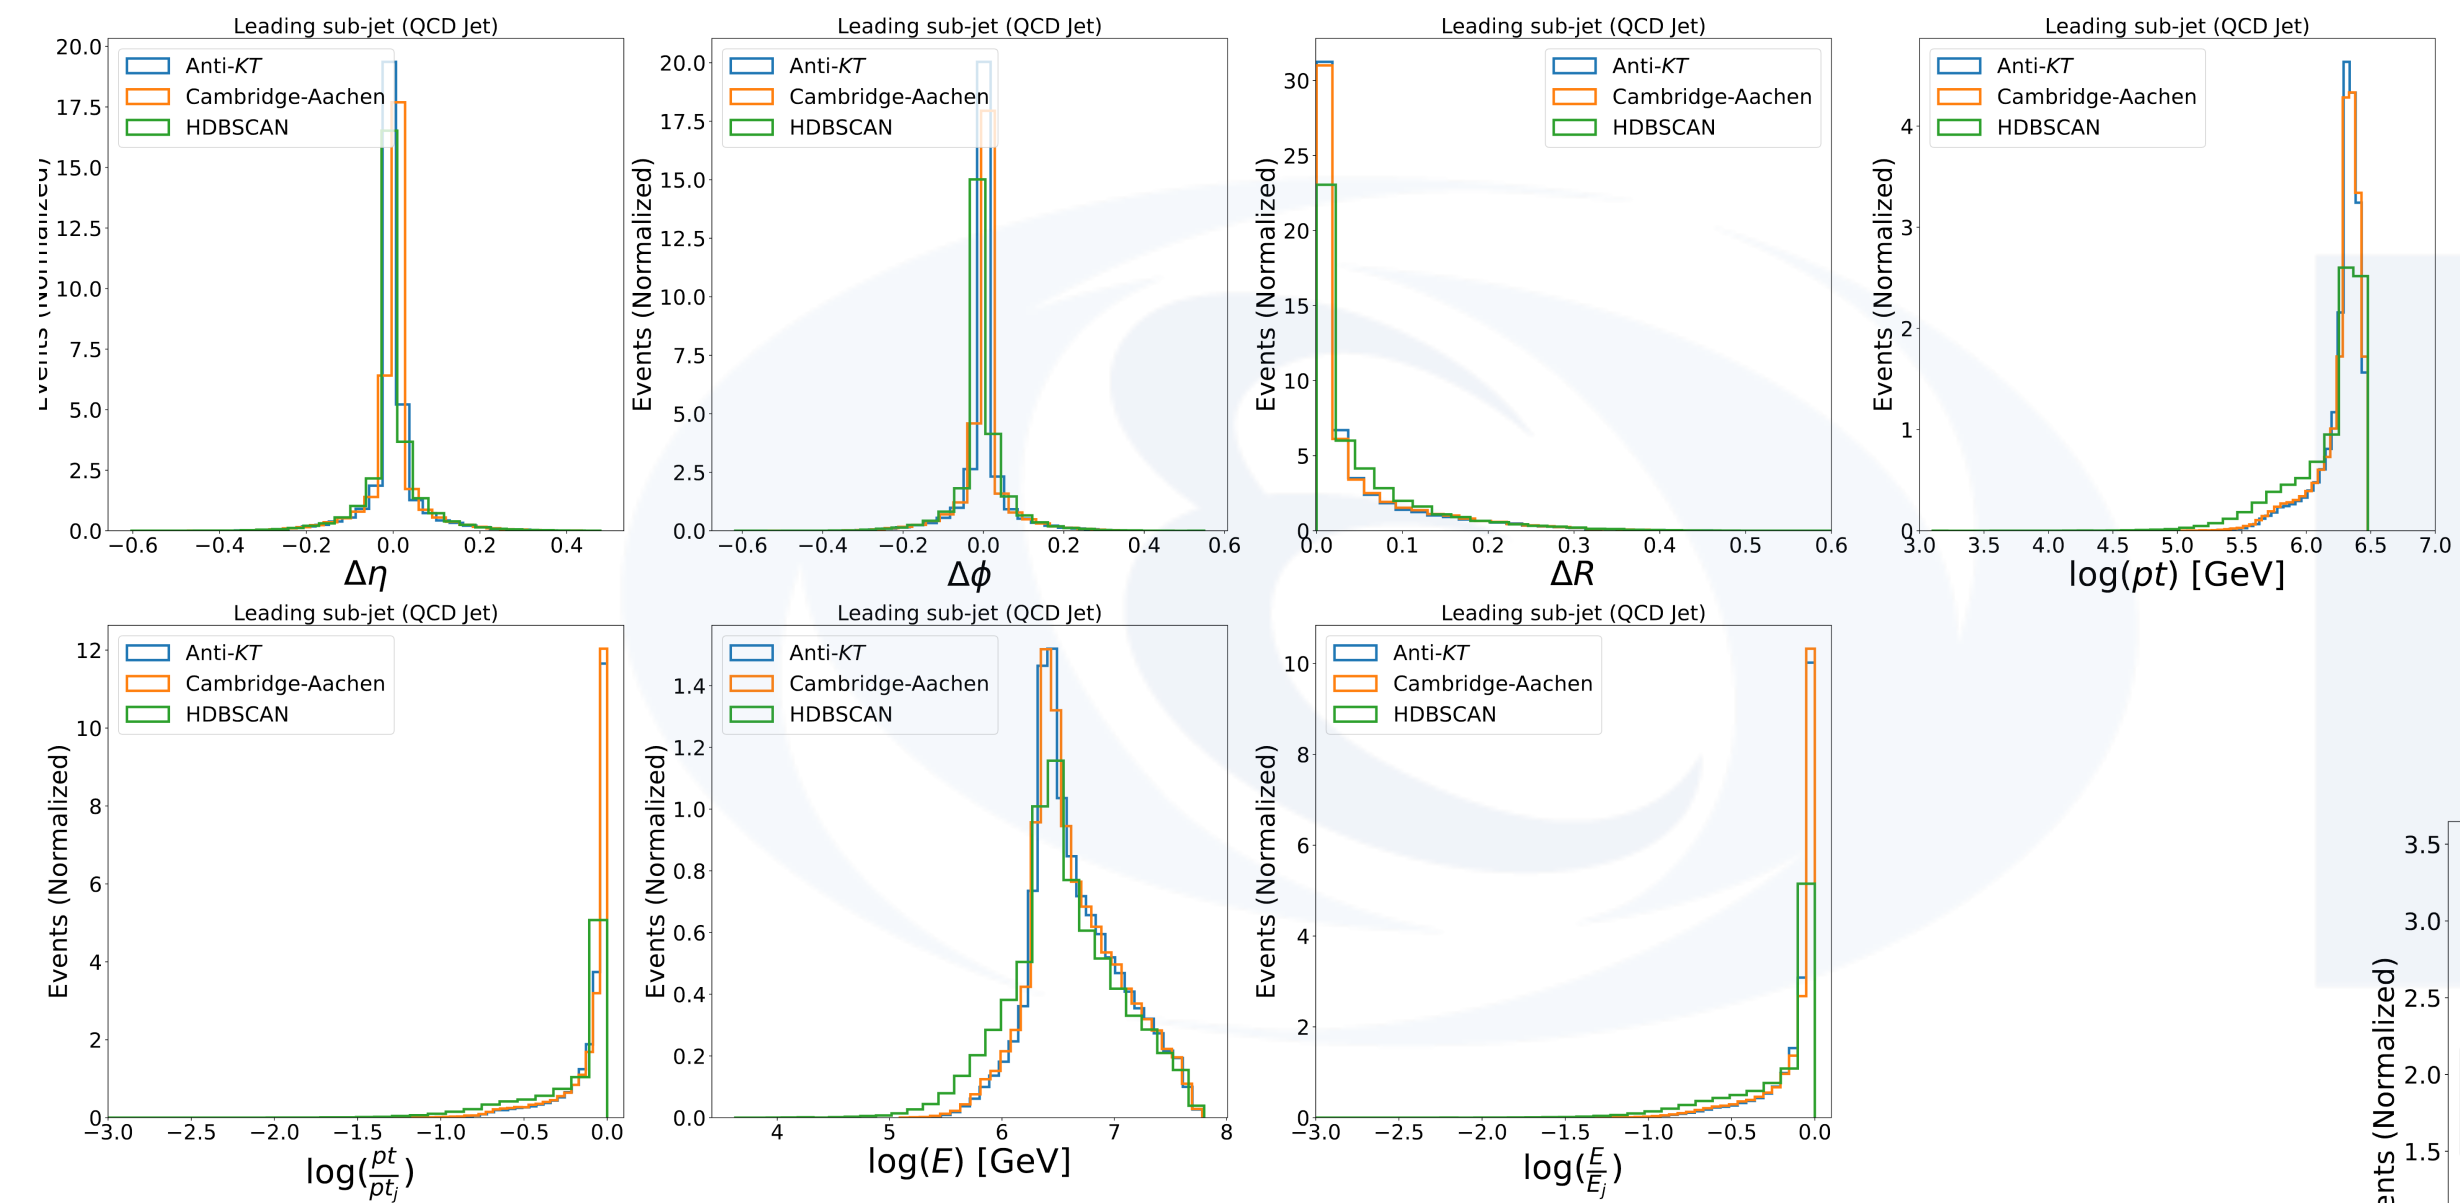 Leading sub-jet (QCD Jet)
Anti-KT
Cambridge-Aachen
HDBSCAN
Events (Normalized)
20.0
17.5
15.0
12.5
10.0
7.5
5.0
2.5
0.0
−0.6 −0.4 −0.2 0.0 0.2 0.4
Δη
Leading sub-jet (QCD Jet)
Anti-KT
Cambridge-Aachen
HDBSCAN
Events (Normalized)
20.0
17.5
15.0
12.5
10.0
7.5
5.0
2.5
0.0
−0.6 −0.4 −0.2 0.0 0.2 0.4 0.6
Δϕ
Leading sub-jet (QCD Jet)
Anti-KT
Cambridge-Aachen
HDBSCAN
Events (Normalized)
30
25
20
15
10
5
0
0.0 0.1 0.2 0.3 0.4 0.5 0.6
ΔR
Leading sub-jet (QCD Jet)
Anti-KT
Cambridge-Aachen
HDBSCAN
Events (Normalized)
4
3
2
1
0
3.0 3.5 4.0 4.5 5.0 5.5 6.0 6.5 7.0
log(pt) [GeV]
Leading sub-jet (QCD Jet)
Anti-KT
Cambridge-Aachen
HDBSCAN
Events (Normalized)
12
10
8
6
4
2
0
−3.0 −2.5 −2.0 −1.5 −1.0 −0.5 0.0
log(pt/pt_j)
Leading sub-jet (QCD Jet)
Anti-KT
Cambridge-Aachen
HDBSCAN
Events (Normalized)
1.4
1.2
1.0
0.8
0.6
0.4
0.2
0.0
4 5 6 7 8
log(E) [GeV]
Leading sub-jet (QCD Jet)
Anti-KT
Cambridge-Aachen
HDBSCAN
Events (Normalized)
10
8
6
4
2
0
−3.0 −2.5 −2.0 −1.5 −1.0 −0.5 0.0
log(E/E_j)
3.5
3.0
2.5
2.0
1.5
(Normalized)